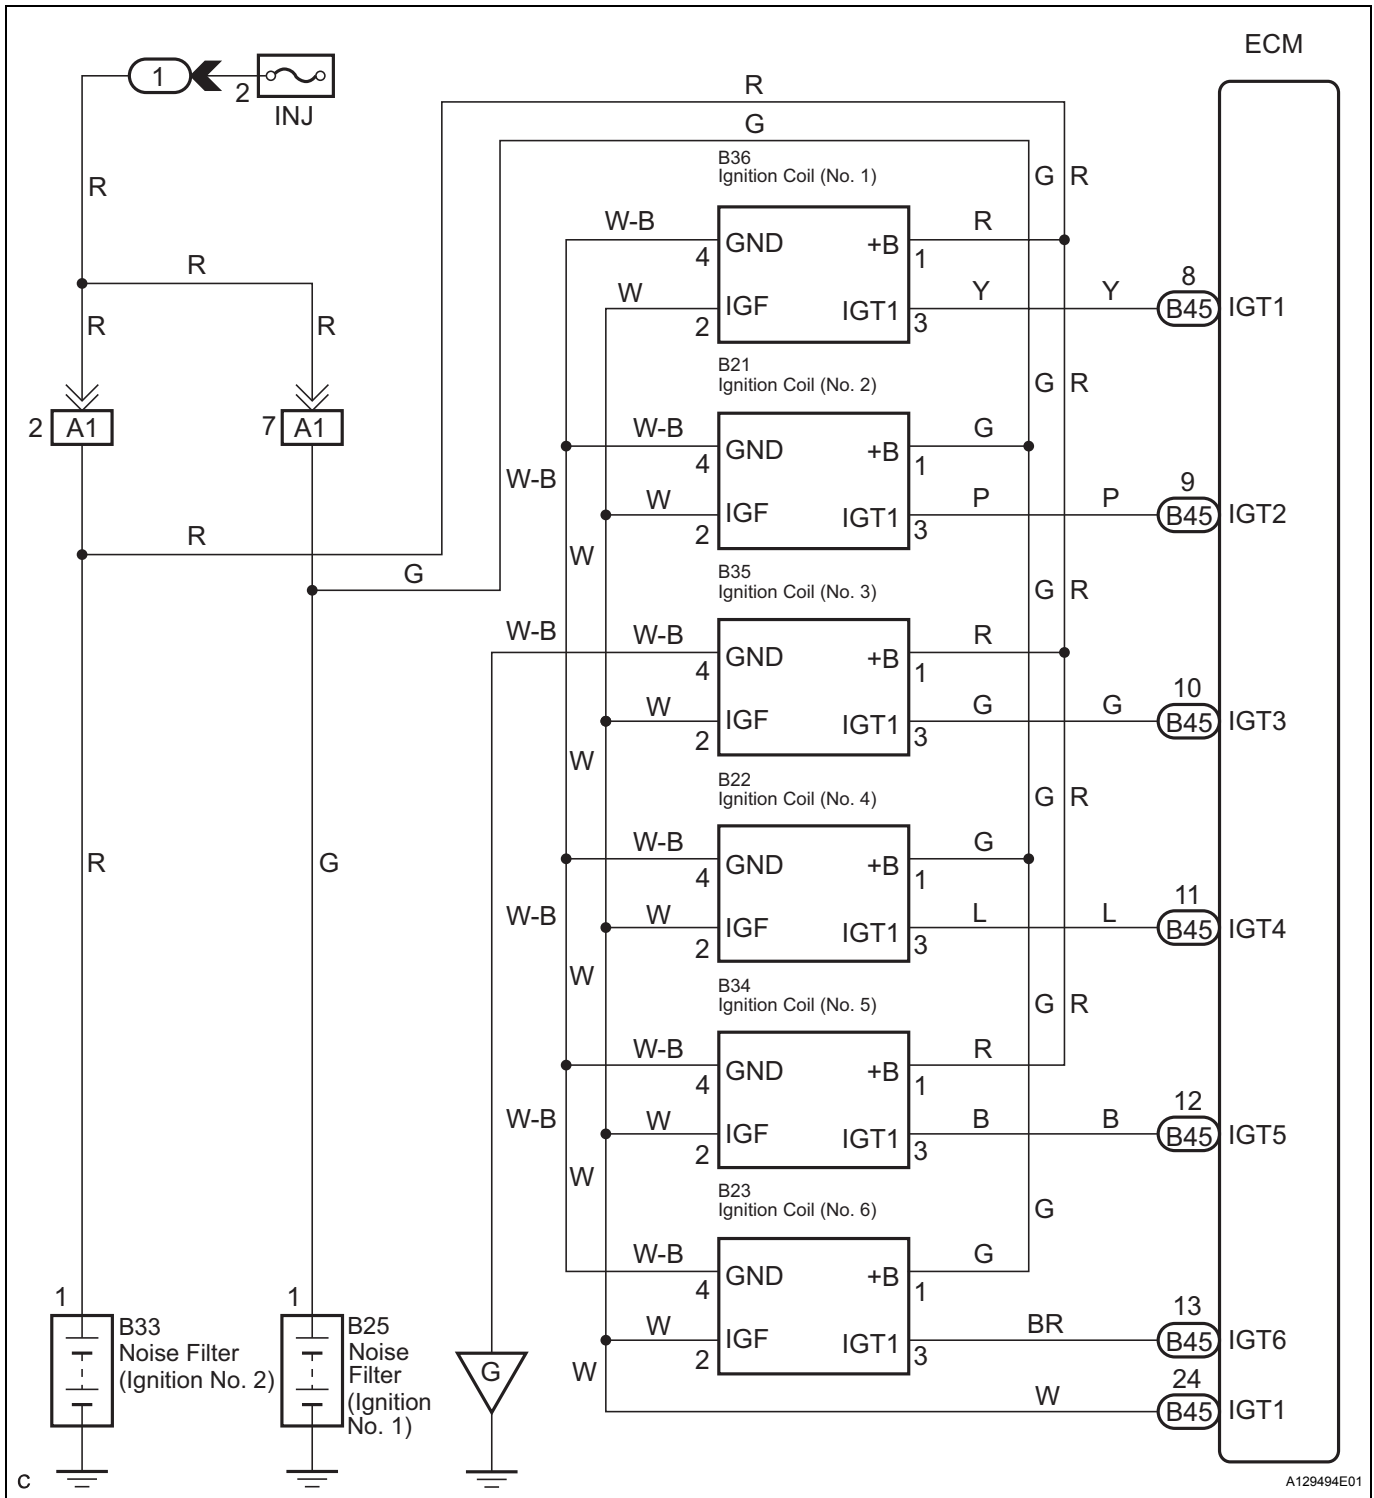 ECM
1
2
INJ
R
G
R
R
R
R
2 A1
7 A1
R
G
R
G
B36
Ignition Coil (No. 1)
G R
W-B
4
GND
+B
1
R
W
2
IGF
IGT1
3
Y
Y
8
B45
IGT1
B21
Ignition Coil (No. 2)
G R
W-B
W-B
4
GND
+B
1
G
W
2
IGF
IGT1
3
P
P
9
B45
IGT2
W
B35
Ignition Coil (No. 3)
G R
W-B
W-B
4
GND
+B
1
R
W
2
IGF
IGT1
3
G
G
10
B45
IGT3
W
B22
Ignition Coil (No. 4)
G R
W-B
4
GND
+B
1
G
W-B
W
2
IGF
IGT1
3
L
L
11
B45
IGT4
W
B34
Ignition Coil (No. 5)
G R
W-B
4
GND
+B
1
R
W-B
W
2
IGF
IGT1
3
B
B
12
B45
IGT5
W
B23
Ignition Coil (No. 6)
G
W-B
4
GND
+B
1
G
W
2
IGF
IGT1
3
BR
13
B45
IGT6
W
W
24
B45
IGT1
1
B33
Noise Filter
(Ignition No. 2)
1
B25
Noise
Filter
(Ignition
No. 1)
G
C
A129494E01